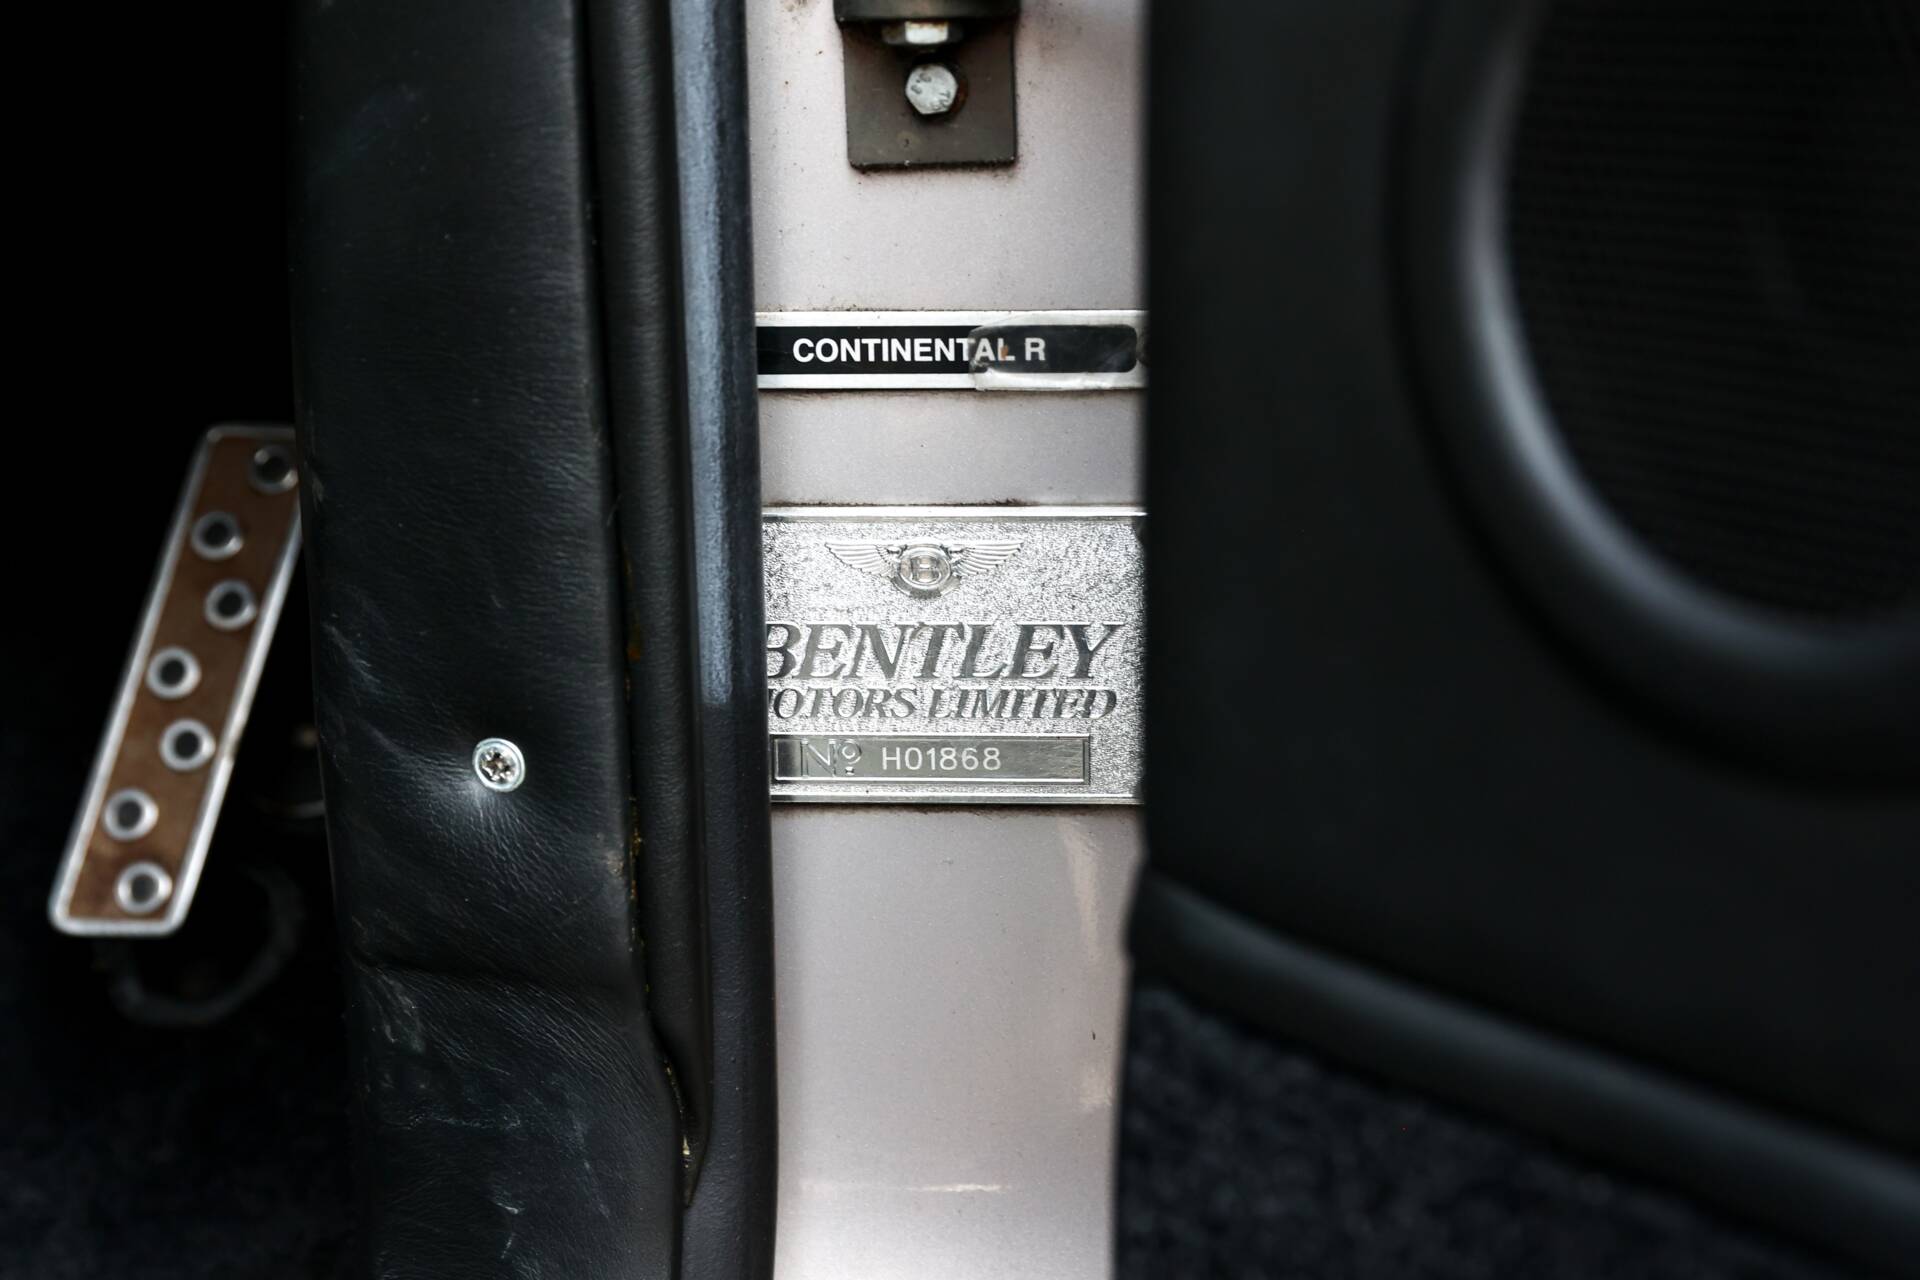 CONTINENTAL R
B
BENTLEY
MOTORS LIMITED
Nº H01868